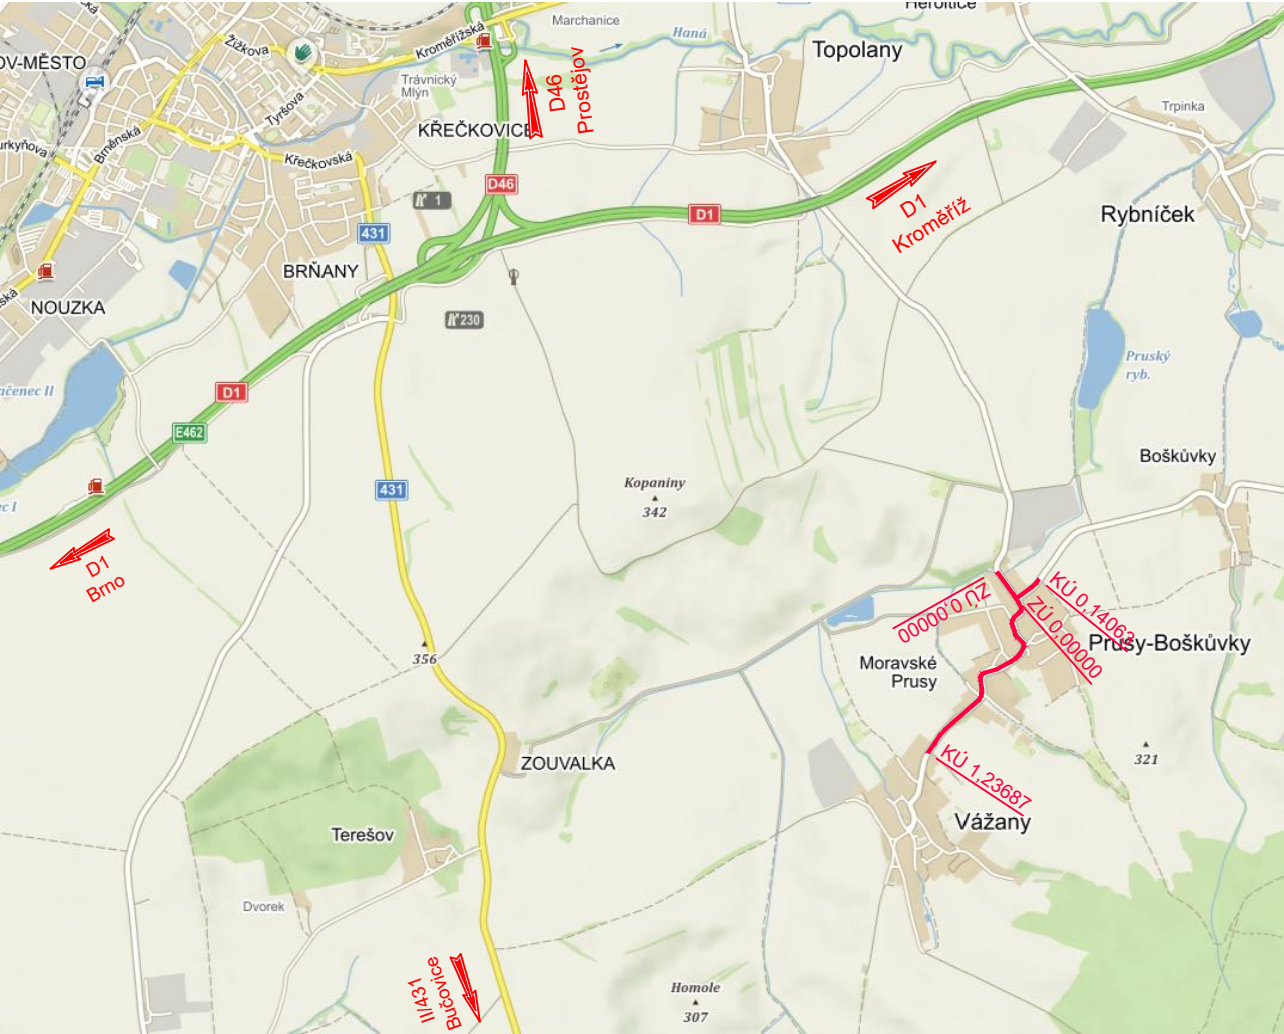 Heroltice
Marchanice
Kroměřížská
Haná
Topolany
OV-MĚSTO
Žižkova
D46
Prostějov
Trávnický
Mlýn
Tyršova
Trpinka
KŘEČKOVICE
Brněnská
urkyňova
Křečkovská
D46
1
D1
D1
Kroměříž
Rybníček
431
BRŇANY
NOUZKA
230
Pruský
ryb.
ačenec II
D1
E462
Boškůvky
431
Kopaniny
342
ec I
D1
Brno
ZÚ 0,00000
KÚ 0,14063
ZÚ 0,00000
Prusy-Boškůvky
356
Moravské
Prusy
321
ZOUVALKA
KÚ 1,23687
Vážany
Terešov
Dvorek
II/431
Bučovice
Homole
307